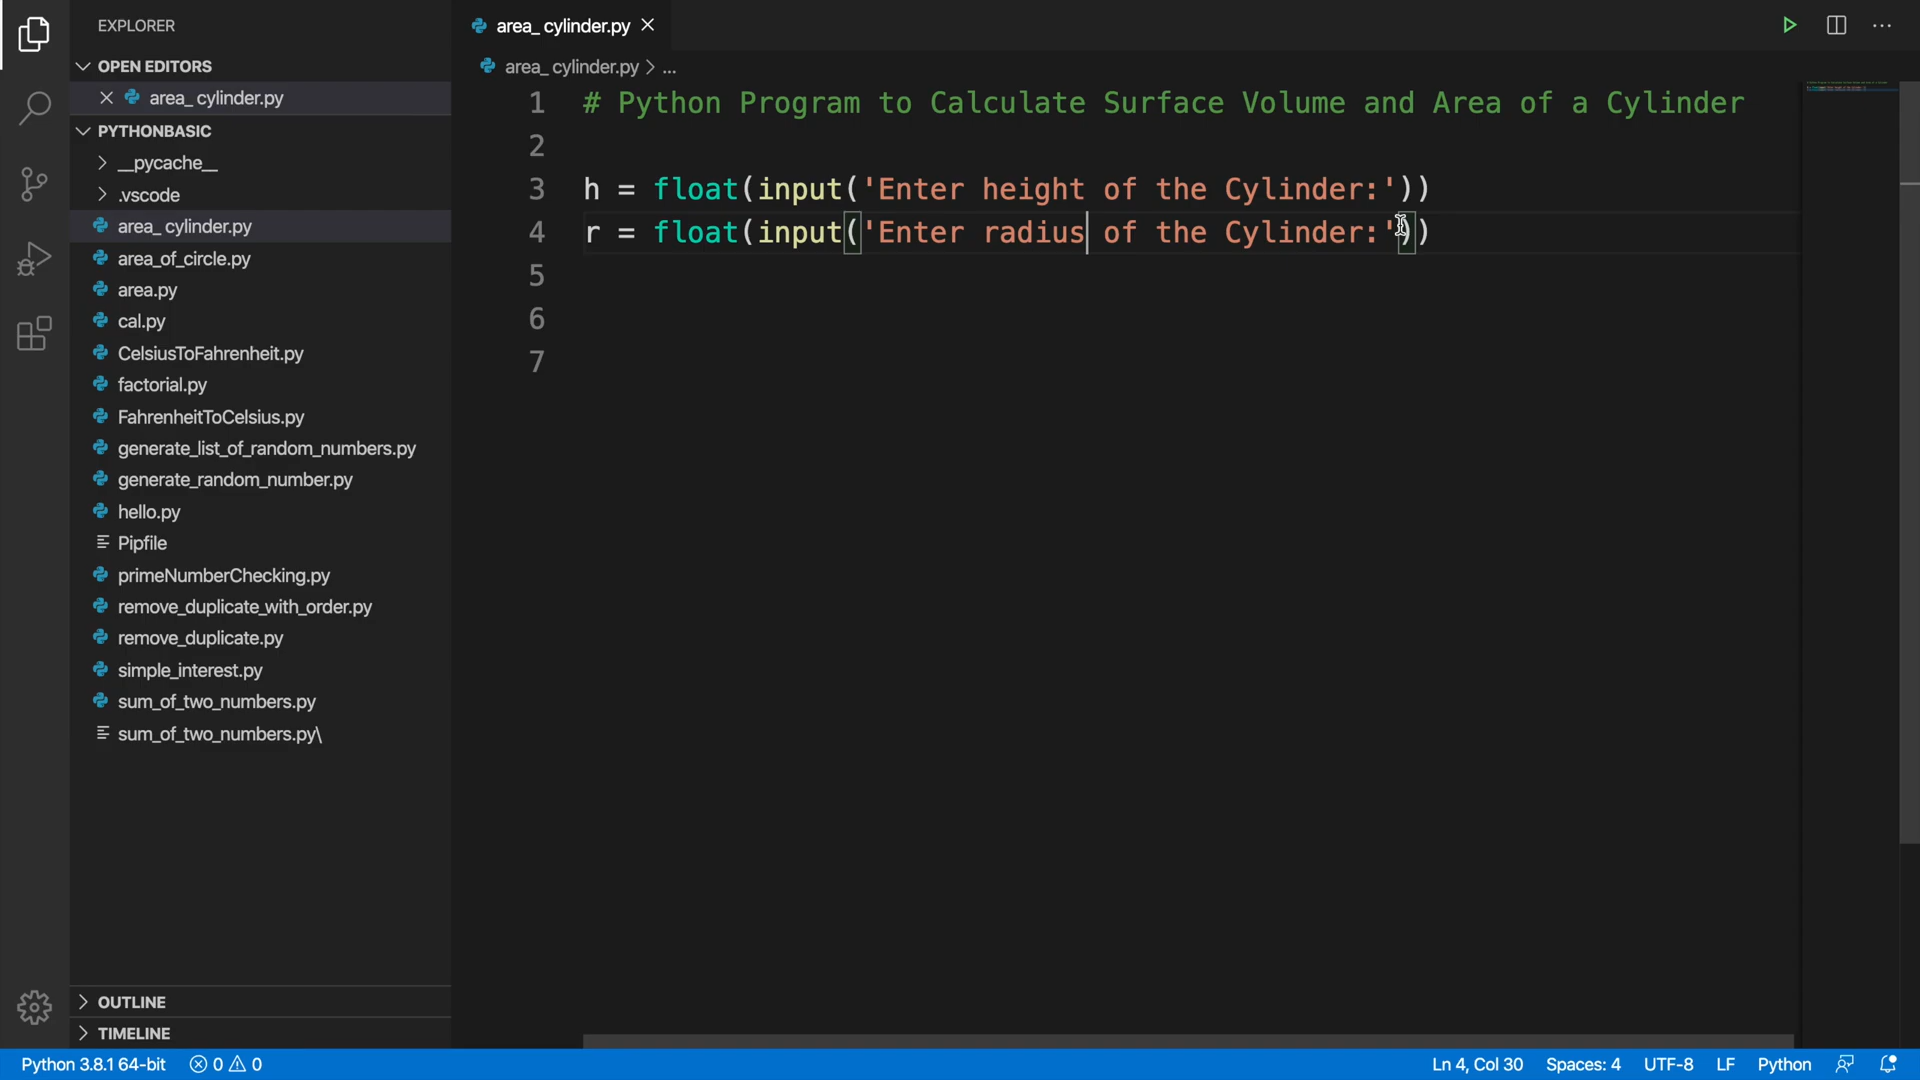 EXPLORER
OPEN EDITORS
area_ cylinder.py
PYTHONBASIC
__pycache__
.vscode
area_ cylinder.py
area_of_circle.py
area.py
cal.py
CelsiusToFahrenheit.py
factorial.py
FahrenheitToCelsius.py
generate_list_of_random_numbers.py
generate_random_number.py
hello.py
Pipfile
primeNumberChecking.py
remove_duplicate_with_order.py
remove_duplicate.py
simple_interest.py
sum_of_two_numbers.py
sum_of_two_numbers.py\
OUTLINE
TIMELINE
area_ cylinder.py
area_ cylinder.py > ...
1 # Python Program to Calculate Surface Volume and Area of a Cylinder
2
3 h = float(input('Enter height of the Cylinder:'))
4 r = float(input('Enter radius of the Cylinder:'))
5
6
7
Python 3.8.1 64-bit 0 0 Ln 4, Col 30 Spaces: 4 UTF-8 LF Python